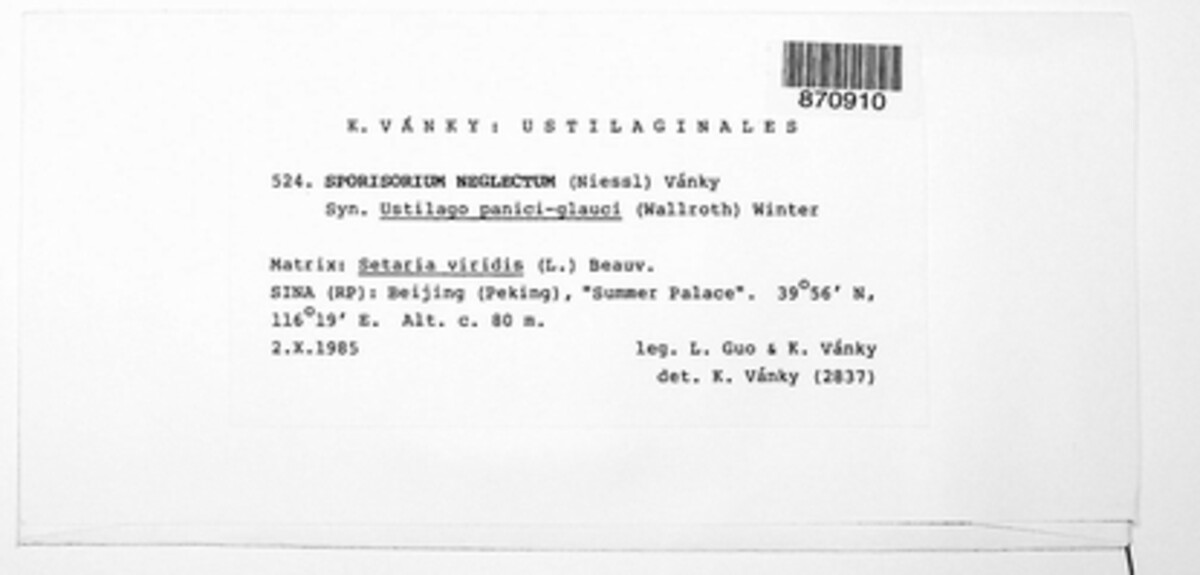 870910
K. VÁNKY: USTILAGINALES
524. SPORISORIUM NEGLECTUM (Niessl) Vánky
Syn. Ustilago panici-glauci (Wallroth) Winter
Matrix: Setaria viridis (L.) Beauv.
SINA (RP): Beijing (Peking), "Summer Palace". 39°56' N,
116°19' E. Alt. c. 80 m.
2.X.1985 leg. L. Guo & K. Vánky
det. K. Vánky (2837)